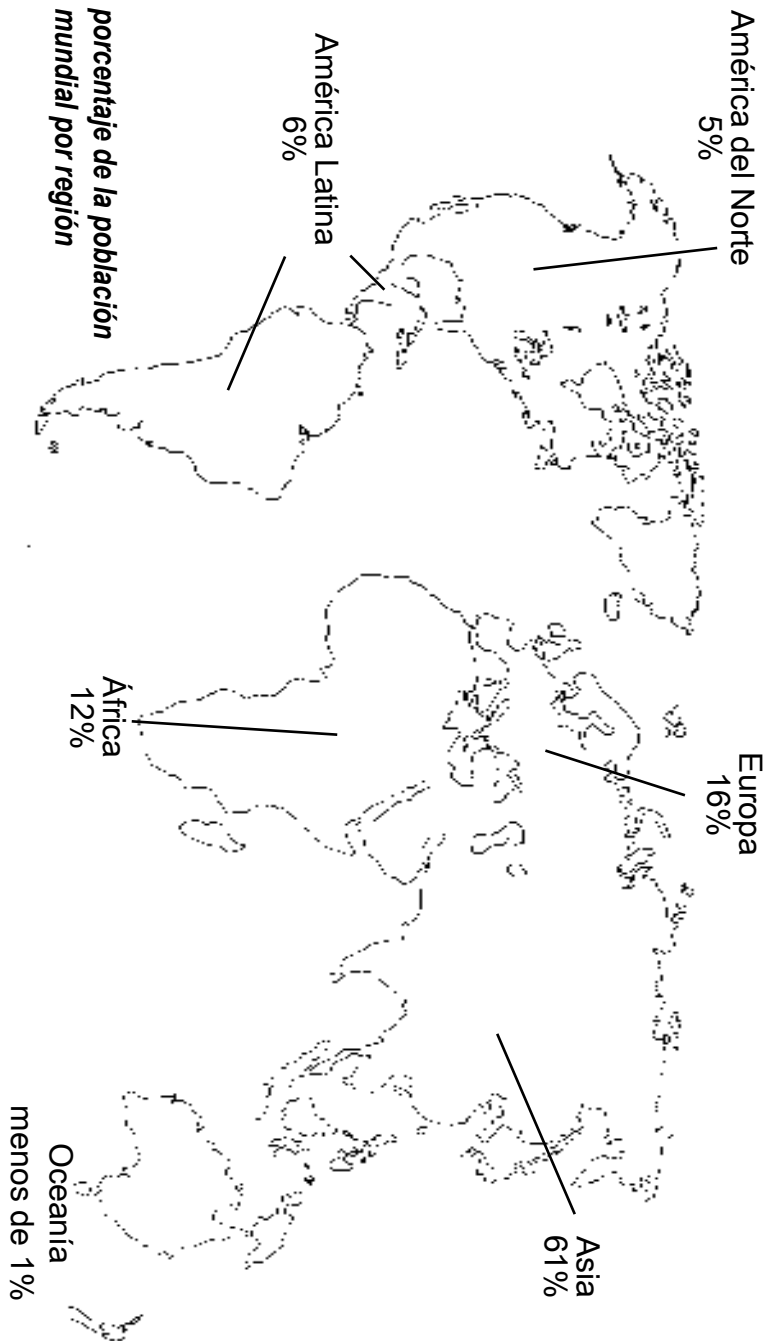 América del Norte
5%
Europa
16%
Asia
61%
América Latina
6%
África
12%
Oceanía
menos de 1%
porcentaje de la población
mundial por región